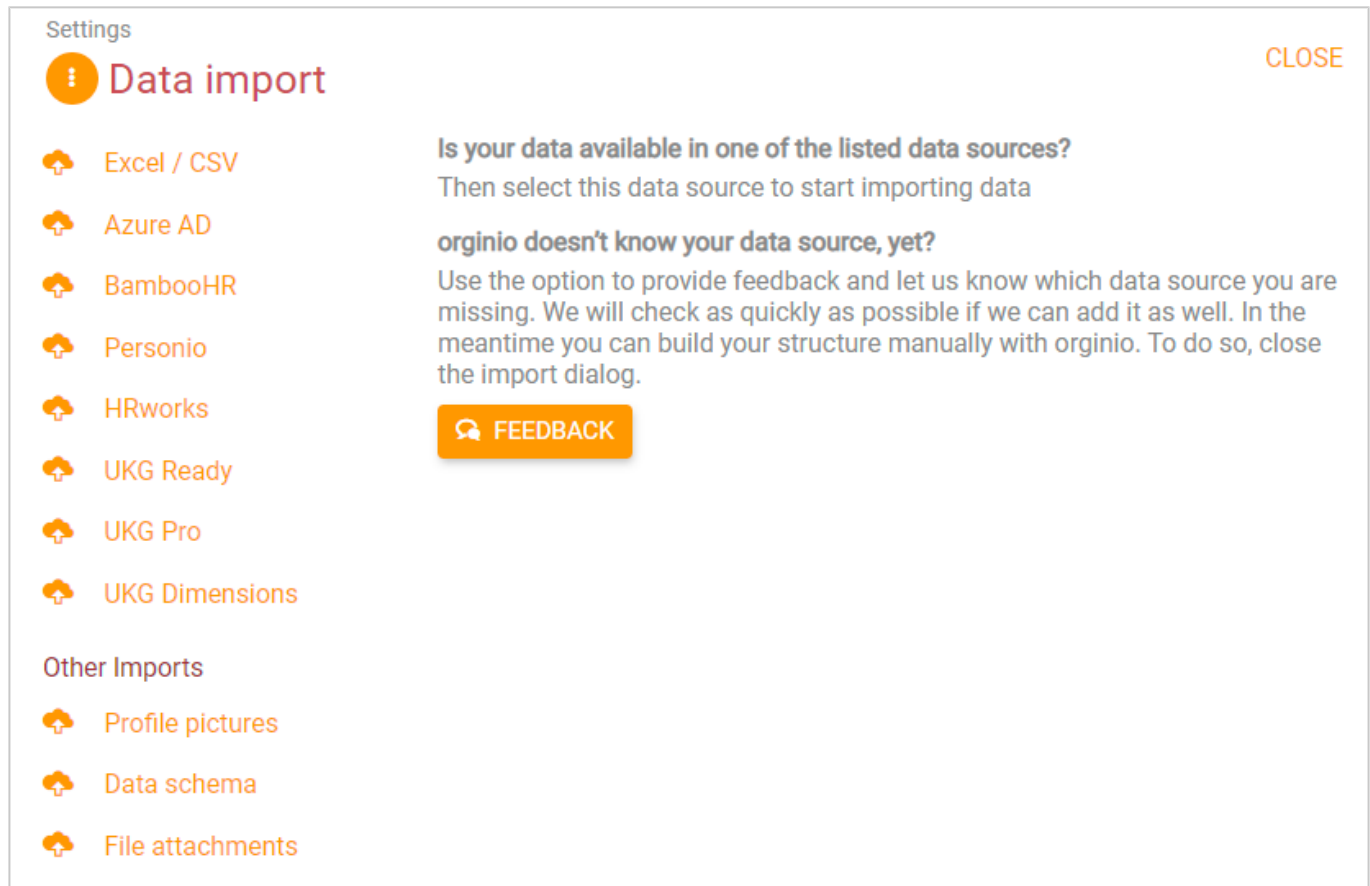 Settings
Data import
CLOSE
Excel / CSV
Azure AD
BambooHR
Personio
HRworks
UKG Ready
UKG Pro
UKG Dimensions
Other Imports
Profile pictures
Data schema
File attachments
Is your data available in one of the listed data sources?
Then select this data source to start importing data
orginio doesn’t know your data source, yet?
Use the option to provide feedback and let us know which data source you are
missing. We will check as quickly as possible if we can add it as well. In the
meantime you can build your structure manually with orginio. To do so, close
the import dialog.
FEEDBACK